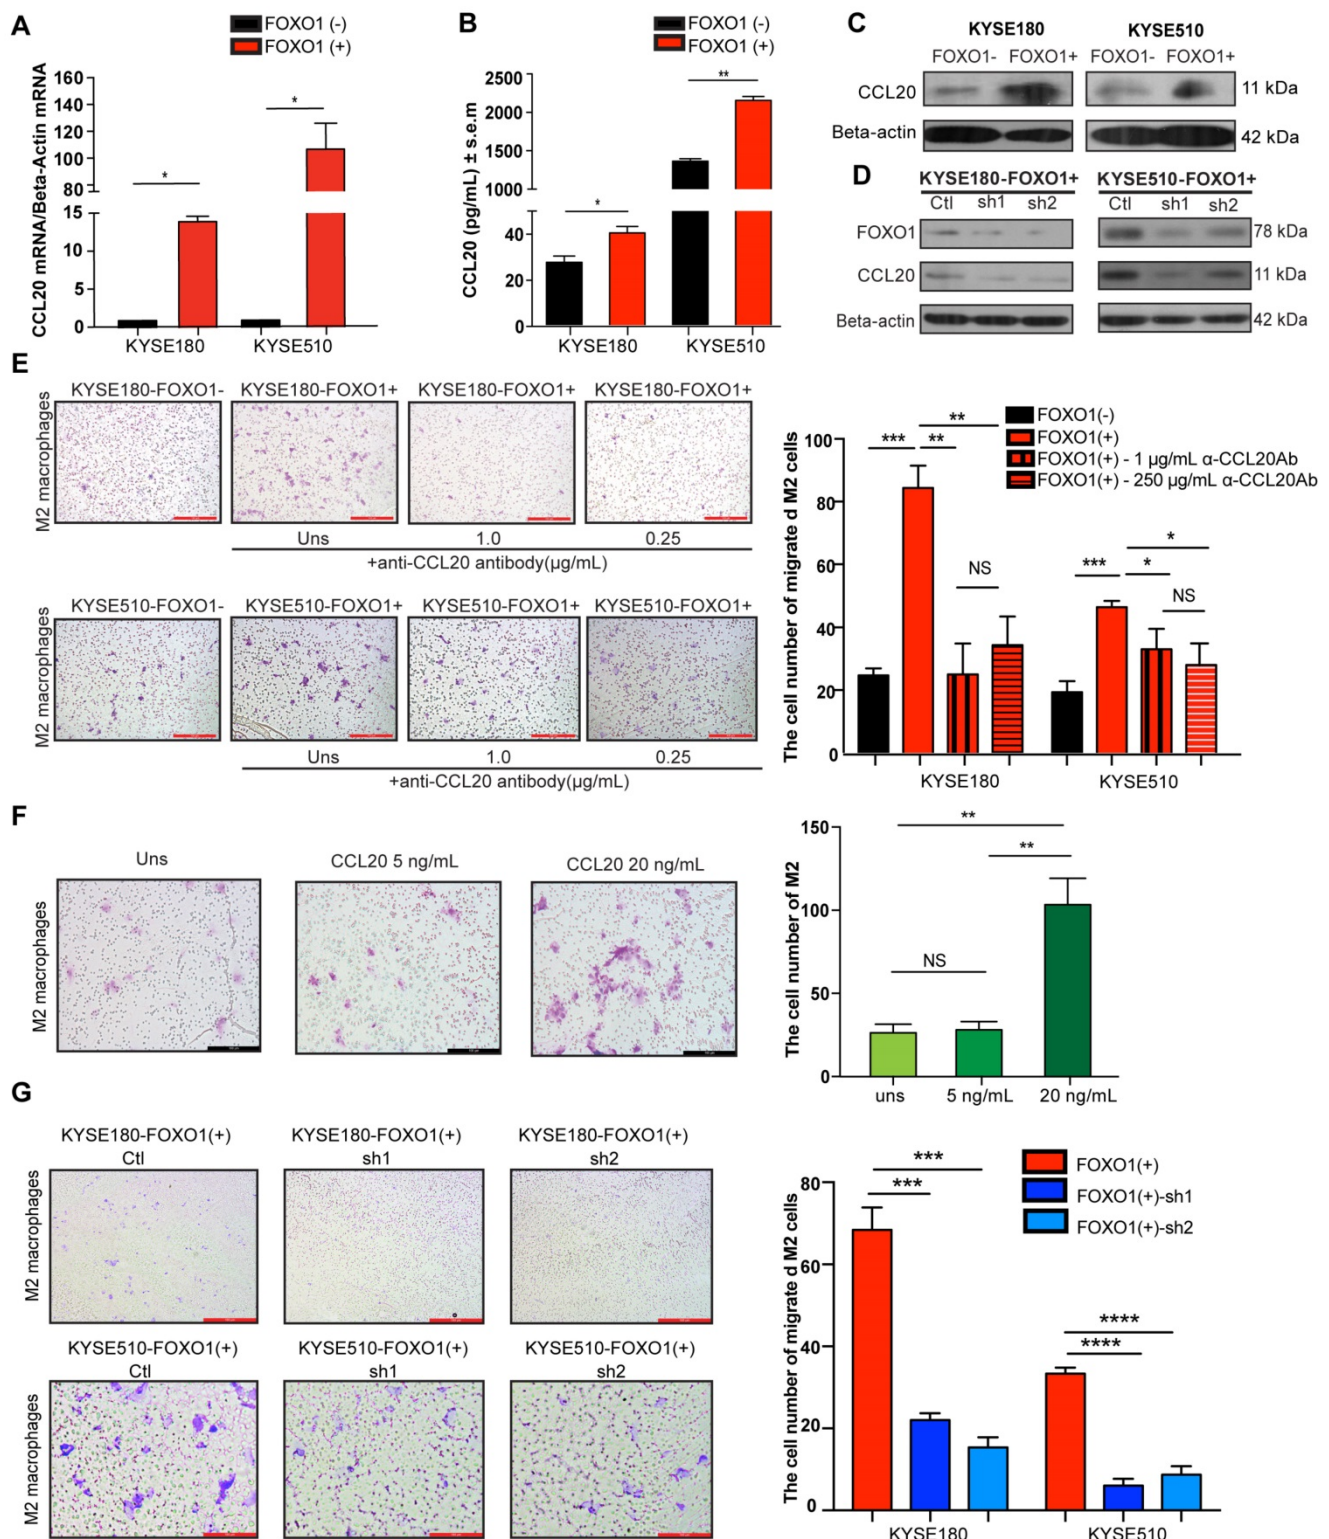 A
FOXO1 (-)
FOXO1 (+)
CCL20 mRNA/Beta-Actin mRNA
160
140
120
100
80
15
10
5
0
*
*
KYSE180
KYSE510
B
FOXO1 (-)
FOXO1 (+)
CCL20 (pg/mL) ± s.e.m
2500
2000
1500
1000
40
20
0
*
**
KYSE180
KYSE510
C
KYSE180
KYSE510
FOXO1- FOXO1+
FOXO1- FOXO1+
CCL20
11 kDa
Beta-actin
42 kDa
D
KYSE180-FOXO1+
KYSE510-FOXO1+
Ctl sh1 sh2
Ctl sh1 sh2
FOXO1
78 kDa
CCL20
11 kDa
Beta-actin
42 kDa
E
KYSE180-FOXO1- KYSE180-FOXO1+ KYSE180-FOXO1+ KYSE180-FOXO1+
M2 macrophages
Uns 1.0 0.25
+anti-CCL20 antibody(µg/mL)
KYSE510-FOXO1- KYSE510-FOXO1+ KYSE510-FOXO1+ KYSE510-FOXO1+
M2 macrophages
Uns 1.0 0.25
+anti-CCL20 antibody(µg/mL)
FOXO1(-)
FOXO1(+)
FOXO1(+) - 1 µg/mL α-CCL20Ab
FOXO1(+) - 250 µg/mL α-CCL20Ab
The cell number of migrate d M2 cells
100
80
60
40
20
0
**
*** **
NS
*
*** *
NS
KYSE180
KYSE510
F
Uns
CCL20 5 ng/mL
CCL20 20 ng/mL
M2 macrophages
The cell number of M2
150
100
50
0
**
**
NS
uns 5 ng/mL 20 ng/mL
G
KYSE180-FOXO1(+) KYSE180-FOXO1(+) KYSE180-FOXO1(+)
Ctl sh1 sh2
M2 macrophages
KYSE510-FOXO1(+) KYSE510-FOXO1(+) KYSE510-FOXO1(+)
Ctl sh1 sh2
M2 macrophages
FOXO1(+)
FOXO1(+)-sh1
FOXO1(+)-sh2
The cell number of migrate d M2 cells
80
60
40
20
0
***
***
****
****
KYSE180
KYSE510